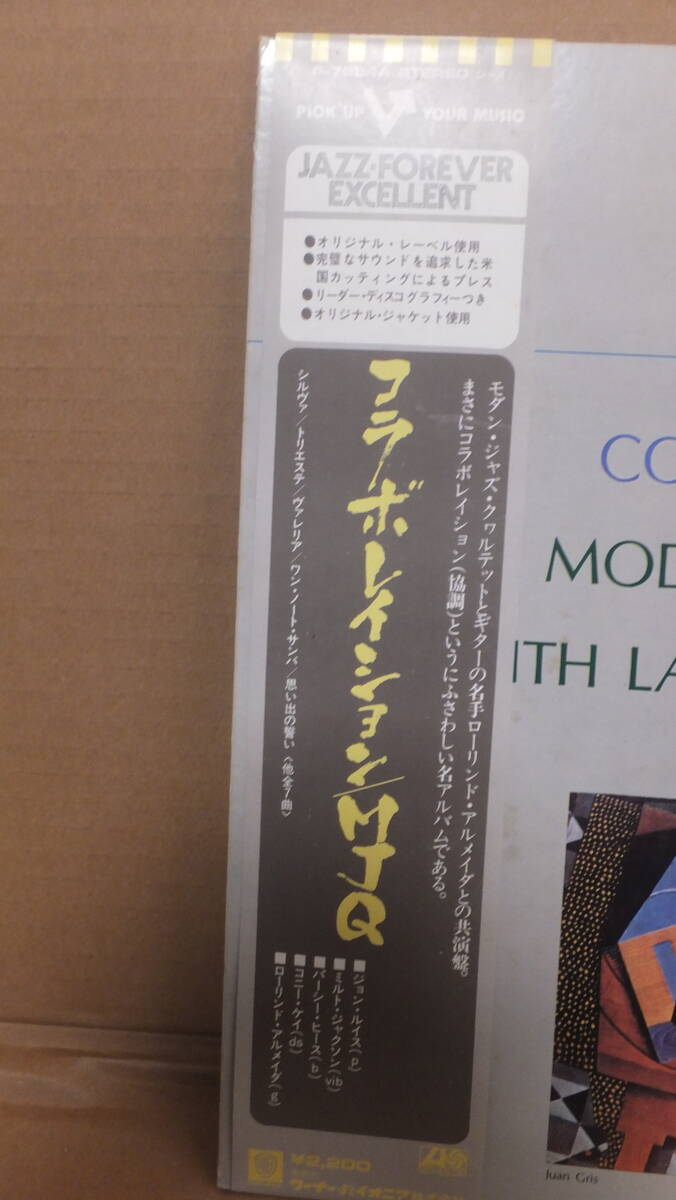 STEREO
PICK UP YOUR MUSIC
JAZZ・FOREVER
EXCELLENT
●オリジナル・レーベル使用
●完璧なサウンドを追求した米
国カッティングによるプレス
●リーダー・ディスコグラフィーつき
●オリジナル・ジャケット使用
モダン・ジャズ・クヮルテットとギターの名手ローリンド・アルメイダとの共演盤。
まさにコラボレイション(協調)というにふさわしい名アルバムである。
コラボレイション/MJQ
シルヴァ/トリエステ/ヴァレリア/ワン・ノート・サンバ/思い出の誓い〈他全7曲〉
■ジョン・ルイス(p)
■ミルト・ジャクソン(vib)
■パーシー・ヒース(b)
■コニー・ケイ(ds)
■ローリンド・アルメイダ(g)
¥2,200
ワーナー・パイオニア
CO
MOD
ITH LA
Juan Gris